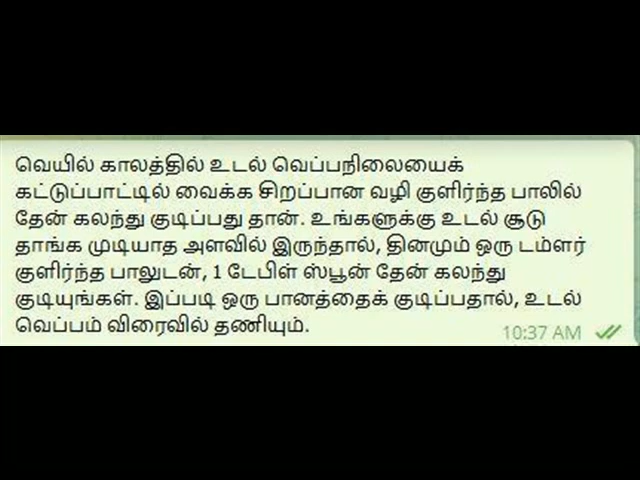 வெயில் காலத்தில் உடல் வெப்பநிலையைக்
கட்டுப்பாட்டில் வைக்க சிறப்பான வழி குளிர்ந்த பாலில்
தேன் கலந்து குடிப்பது தான். உங்களுக்கு உடல் சூடு
தாங்க முடியாத அளவில் இருந்தால், தினமும் ஒரு டம்ளர்
குளிர்ந்த பாலுடன், 1 டேபிள் ஸ்பூன் தேன் கலந்து
குடியுங்கள். இப்படி ஒரு பானத்தைக் குடிப்பதால், உடல்
வெப்பம் விரைவில் தணியும்.
10:37 AM